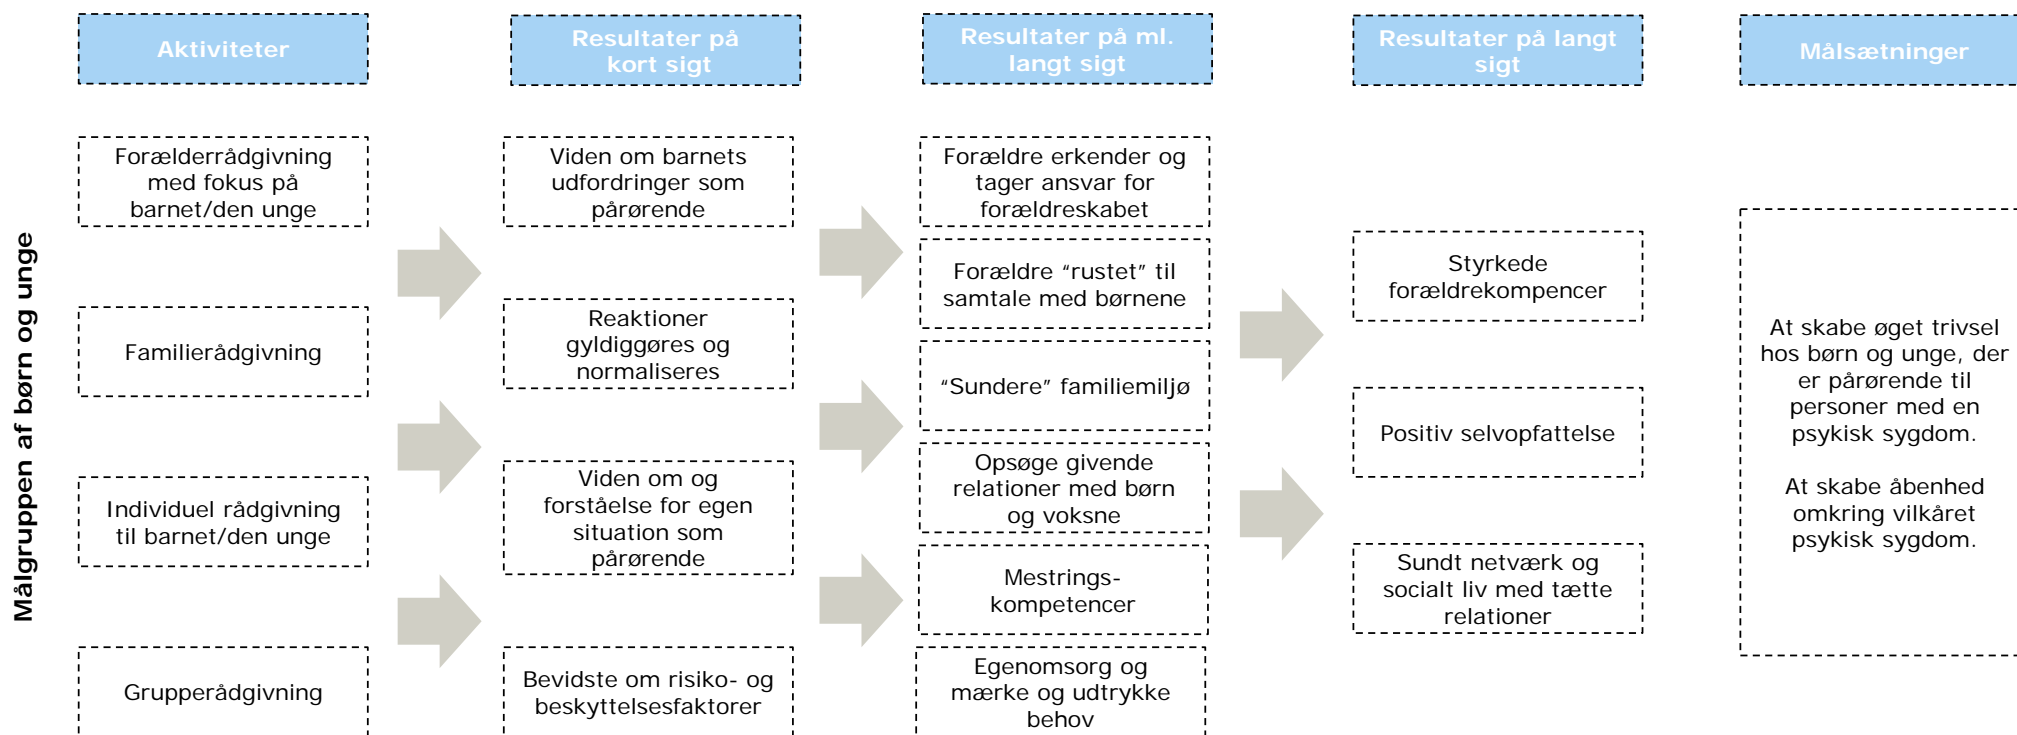 Aktiviteter
Resultater på
kort sigt
Resultater på ml.
langt sigt
Resultater på langt
sigt
Målsætninger
Målgruppen af børn og unge
Forælderrådgivning
med fokus på
barnet/den unge
Familierådgivning
Individuel rådgivning
til barnet/den unge
Grupperådgivning
Viden om barnets
udfordringer som
pårørende
Reaktioner
gyldiggøres og
normaliseres
Viden om og
forståelse for egen
situation som
pårørende
Bevidste om risiko- og
beskyttelsesfaktorer
Forældre erkender og
tager ansvar for
forældreskabet
Forældre “rustet” til
samtale med børnene
“Sundere” familiemiljø
Opsøge givende
relationer med børn
og voksne
Mestrings-
kompetencer
Egenomsorg og
mærke og udtrykke
behov
Styrkede
forældrekompencer
Positiv selvopfattelse
Sundt netværk og
socialt liv med tætte
relationer
At skabe øget trivsel
hos børn og unge, der
er pårørende til
personer med en
psykisk sygdom.
At skabe åbenhed
omkring vilkåret
psykisk sygdom.